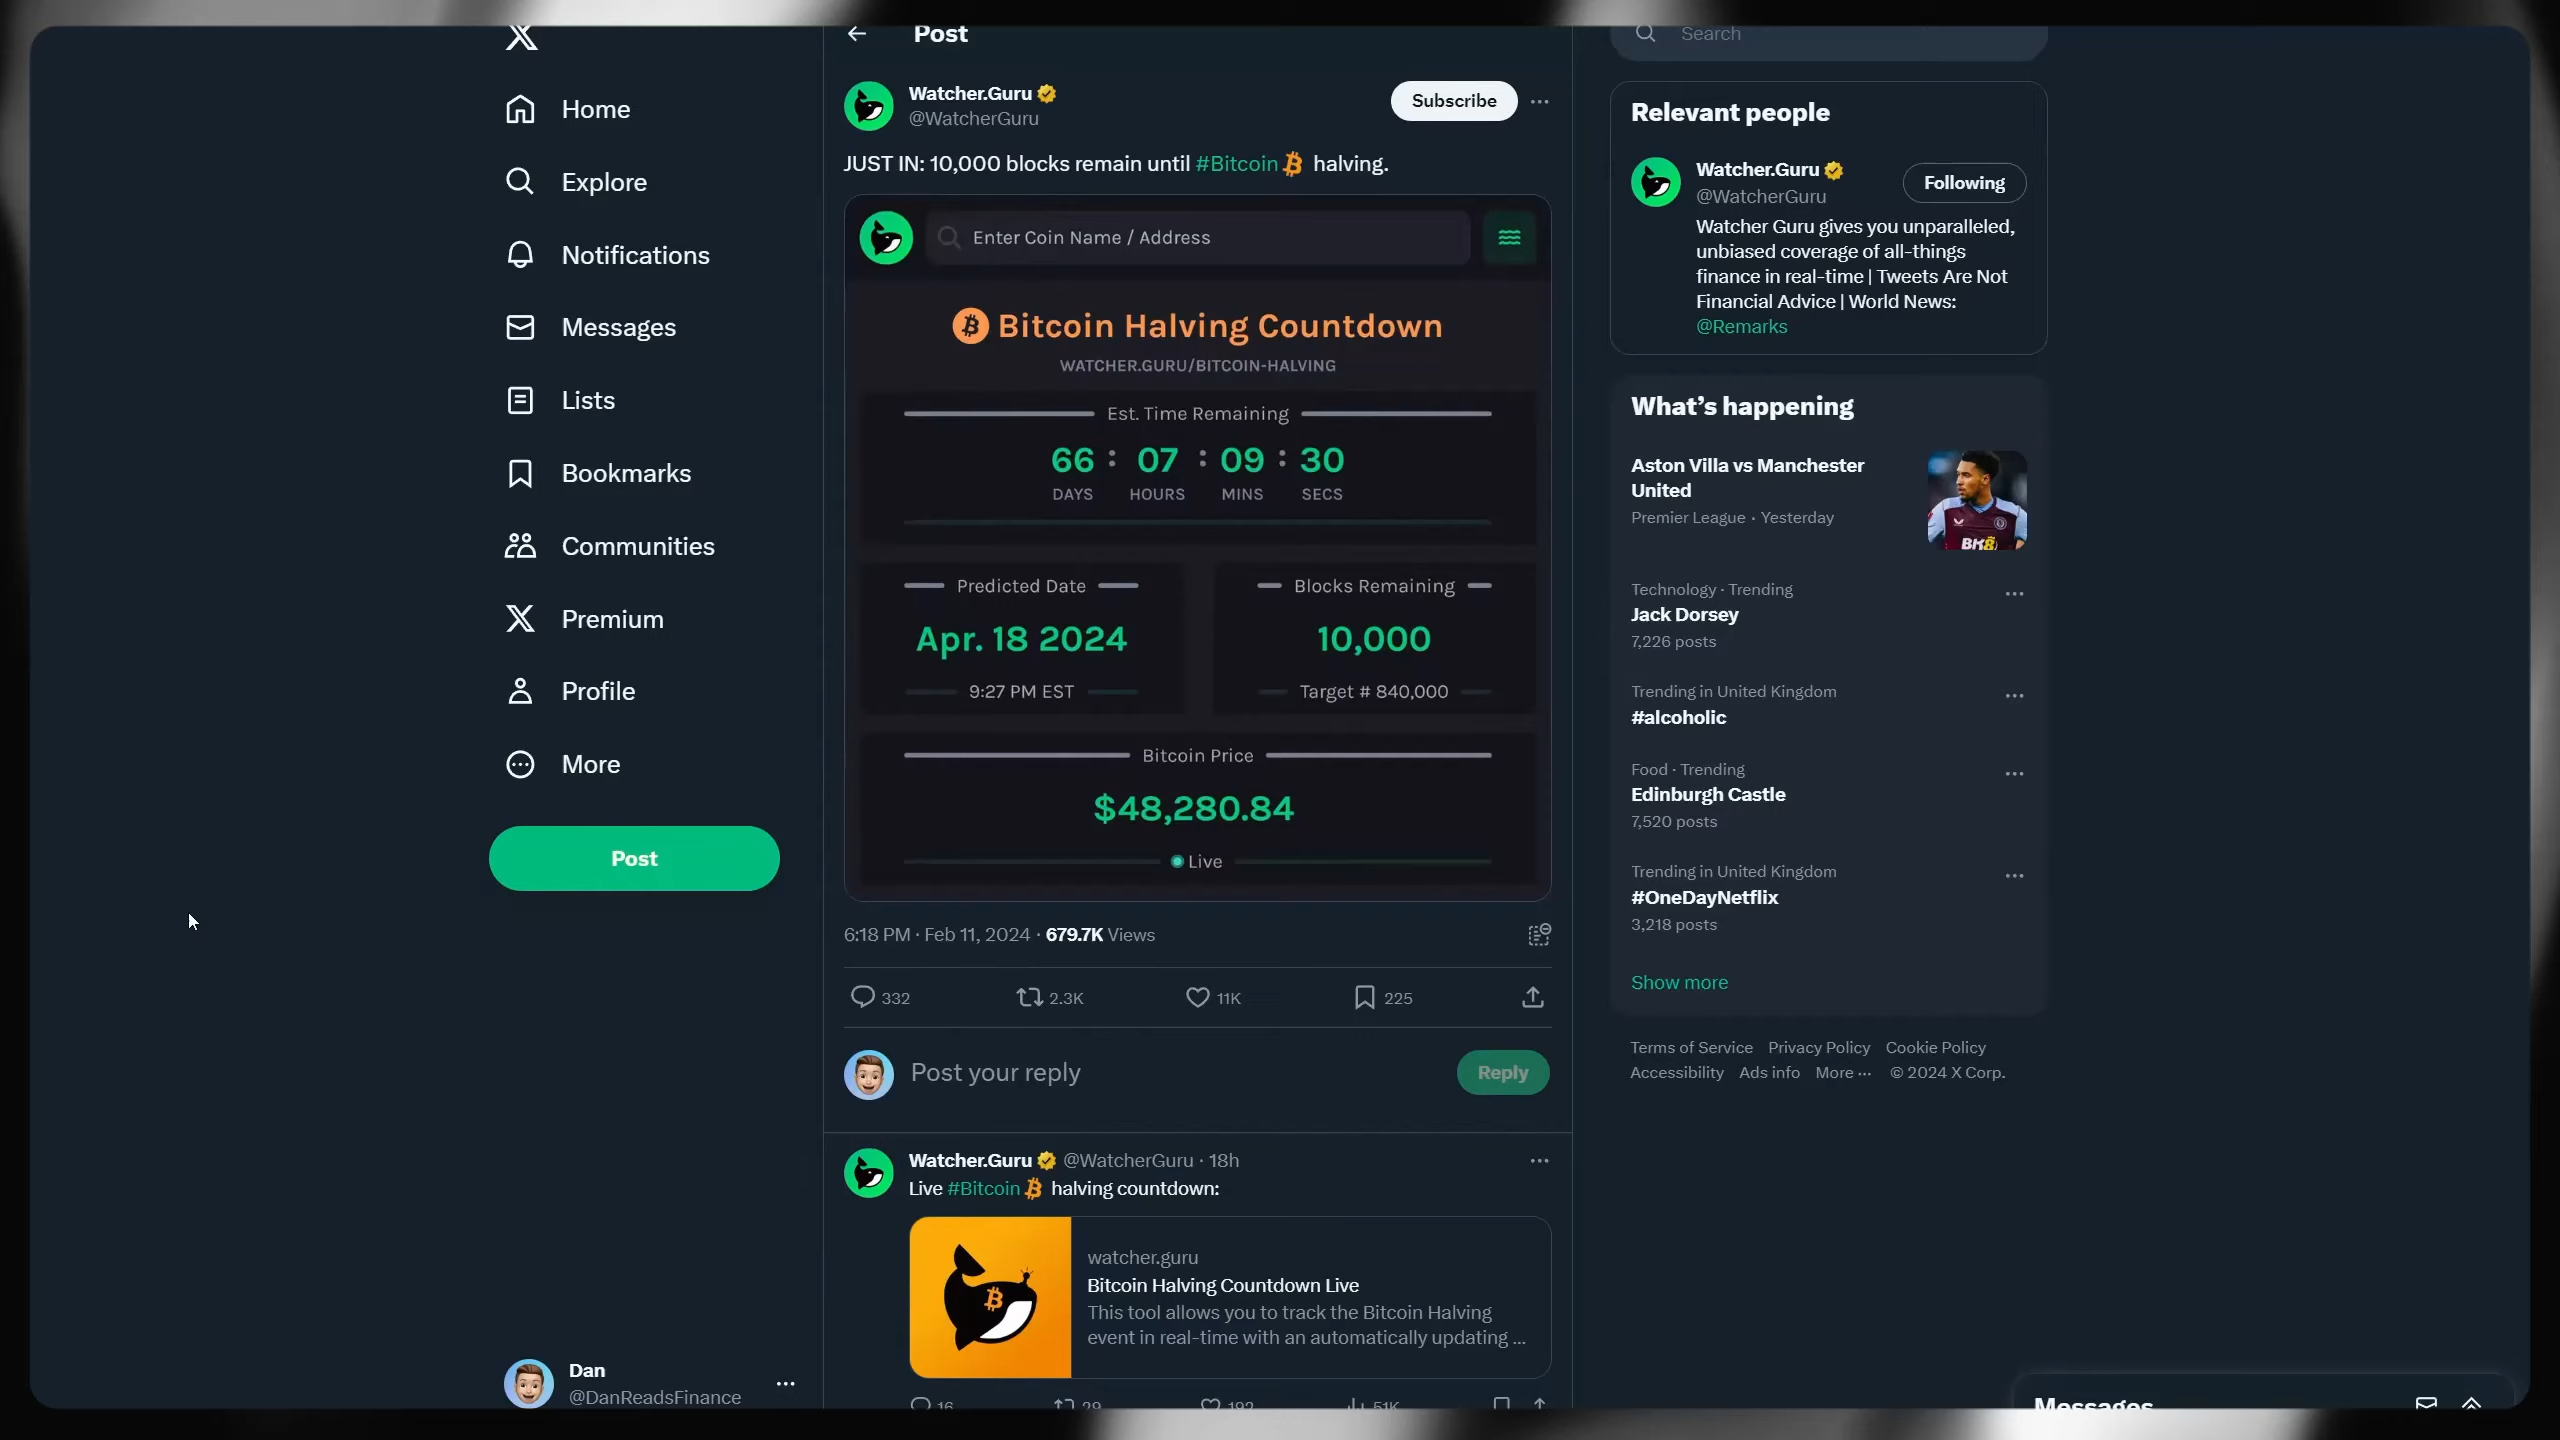 Home
Explore
Notifications
Messages
Lists
Bookmarks
Communities
Premium
Profile
More
Post
Dan
@DanReadsFinance
Post
Watcher.Guru
@WatcherGuru
Subscribe
JUST IN: 10,000 blocks remain until #Bitcoin halving.
Enter Coin Name / Address
Bitcoin Halving Countdown
WATCHER.GURU/BITCOIN-HALVING
Est. Time Remaining
66 : 07 : 09 : 30
DAYS HOURS MINS SECS
Predicted Date
Apr. 18 2024
9:27 PM EST
Blocks Remaining
10,000
Target # 840,000
Bitcoin Price
$48,280.84
Live
6:18 PM · Feb 11, 2024 · 679.7K Views
332 2.3K 11K 225
Post your reply
Reply
Watcher.Guru @WatcherGuru · 18h
Live #Bitcoin halving countdown:
watcher.guru
Bitcoin Halving Countdown Live
This tool allows you to track the Bitcoin Halving
event in real-time with an automatically updating ...
16 29 192 51K
Search
Relevant people
Watcher.Guru
@WatcherGuru
Following
Watcher Guru gives you unparalleled,
unbiased coverage of all-things
finance in real-time | Tweets Are Not
Financial Advice | World News:
@Remarks
What's happening
Aston Villa vs Manchester
United
Premier League · Yesterday
BK8
Technology · Trending
Jack Dorsey
7,226 posts
Trending in United Kingdom
#alcoholic
Food · Trending
Edinburgh Castle
7,520 posts
Trending in United Kingdom
#OneDayNetflix
3,218 posts
Show more
Terms of Service Privacy Policy Cookie Policy
Accessibility Ads info More ··· © 2024 X Corp.
Messages